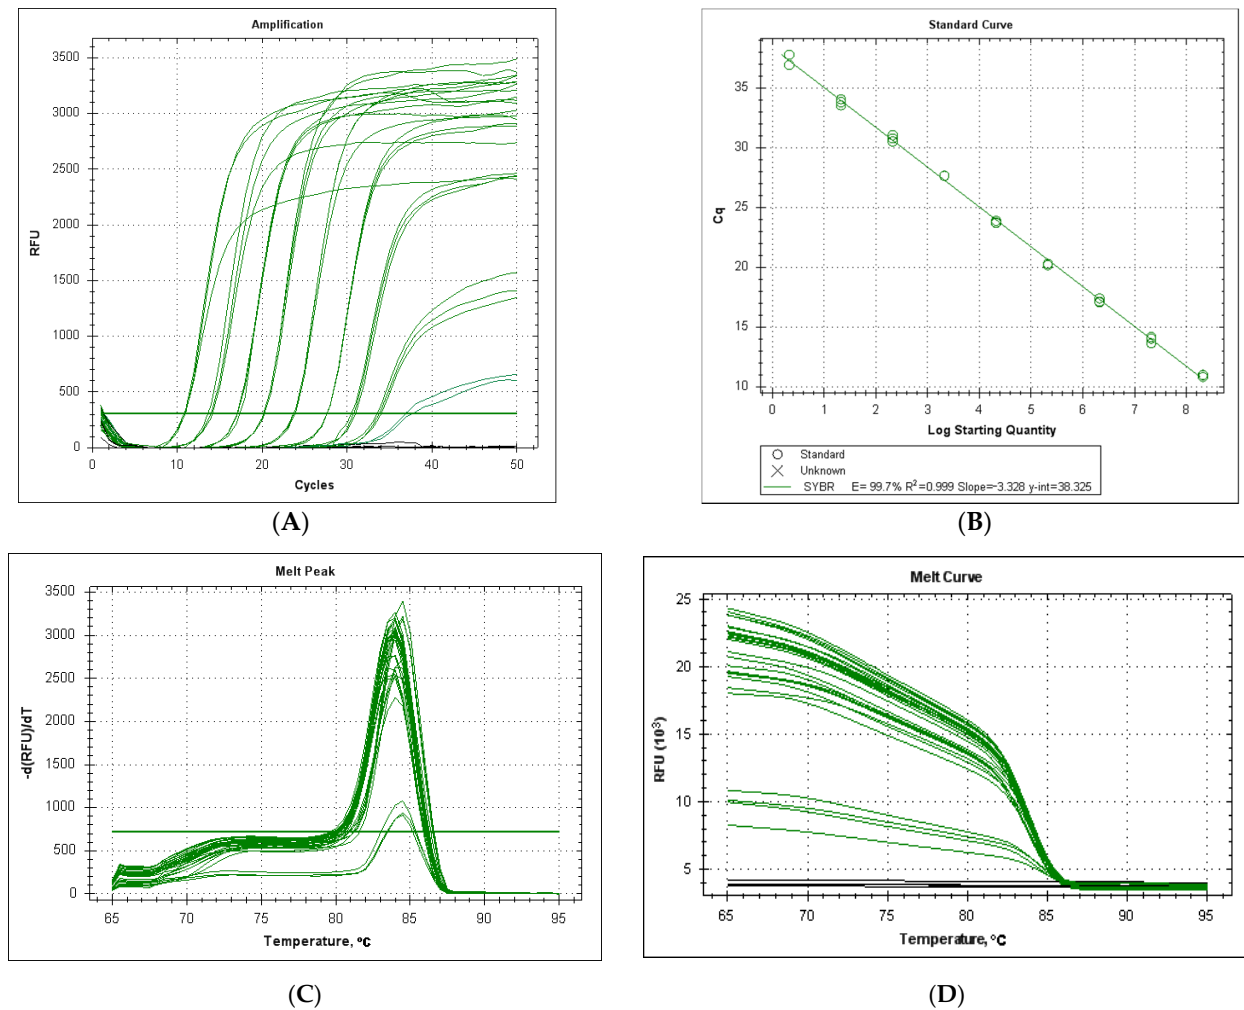 Amplification
3500
3000
2500
2000
1500
1000
500
0
RFU
0 10 20 30 40 50
Cycles
(A)
Standard Curve
35
30
25
20
15
10
Cq
0 1 2 3 4 5 6 7 8
Log Starting Quantity
Standard
Unknown
SYBR E= 99.7% R^2=0.999 Slope=-3.328 y-int=38.325
(B)
Melt Peak
3500
3000
2500
2000
1500
1000
500
0
-d(RFU)/dT
65 70 75 80 85 90 95
Temperature, °C
(C)
Melt Curve
25
20
15
10
5
RFU (10^3)
65 70 75 80 85 90 95
Temperature, °C
(D)